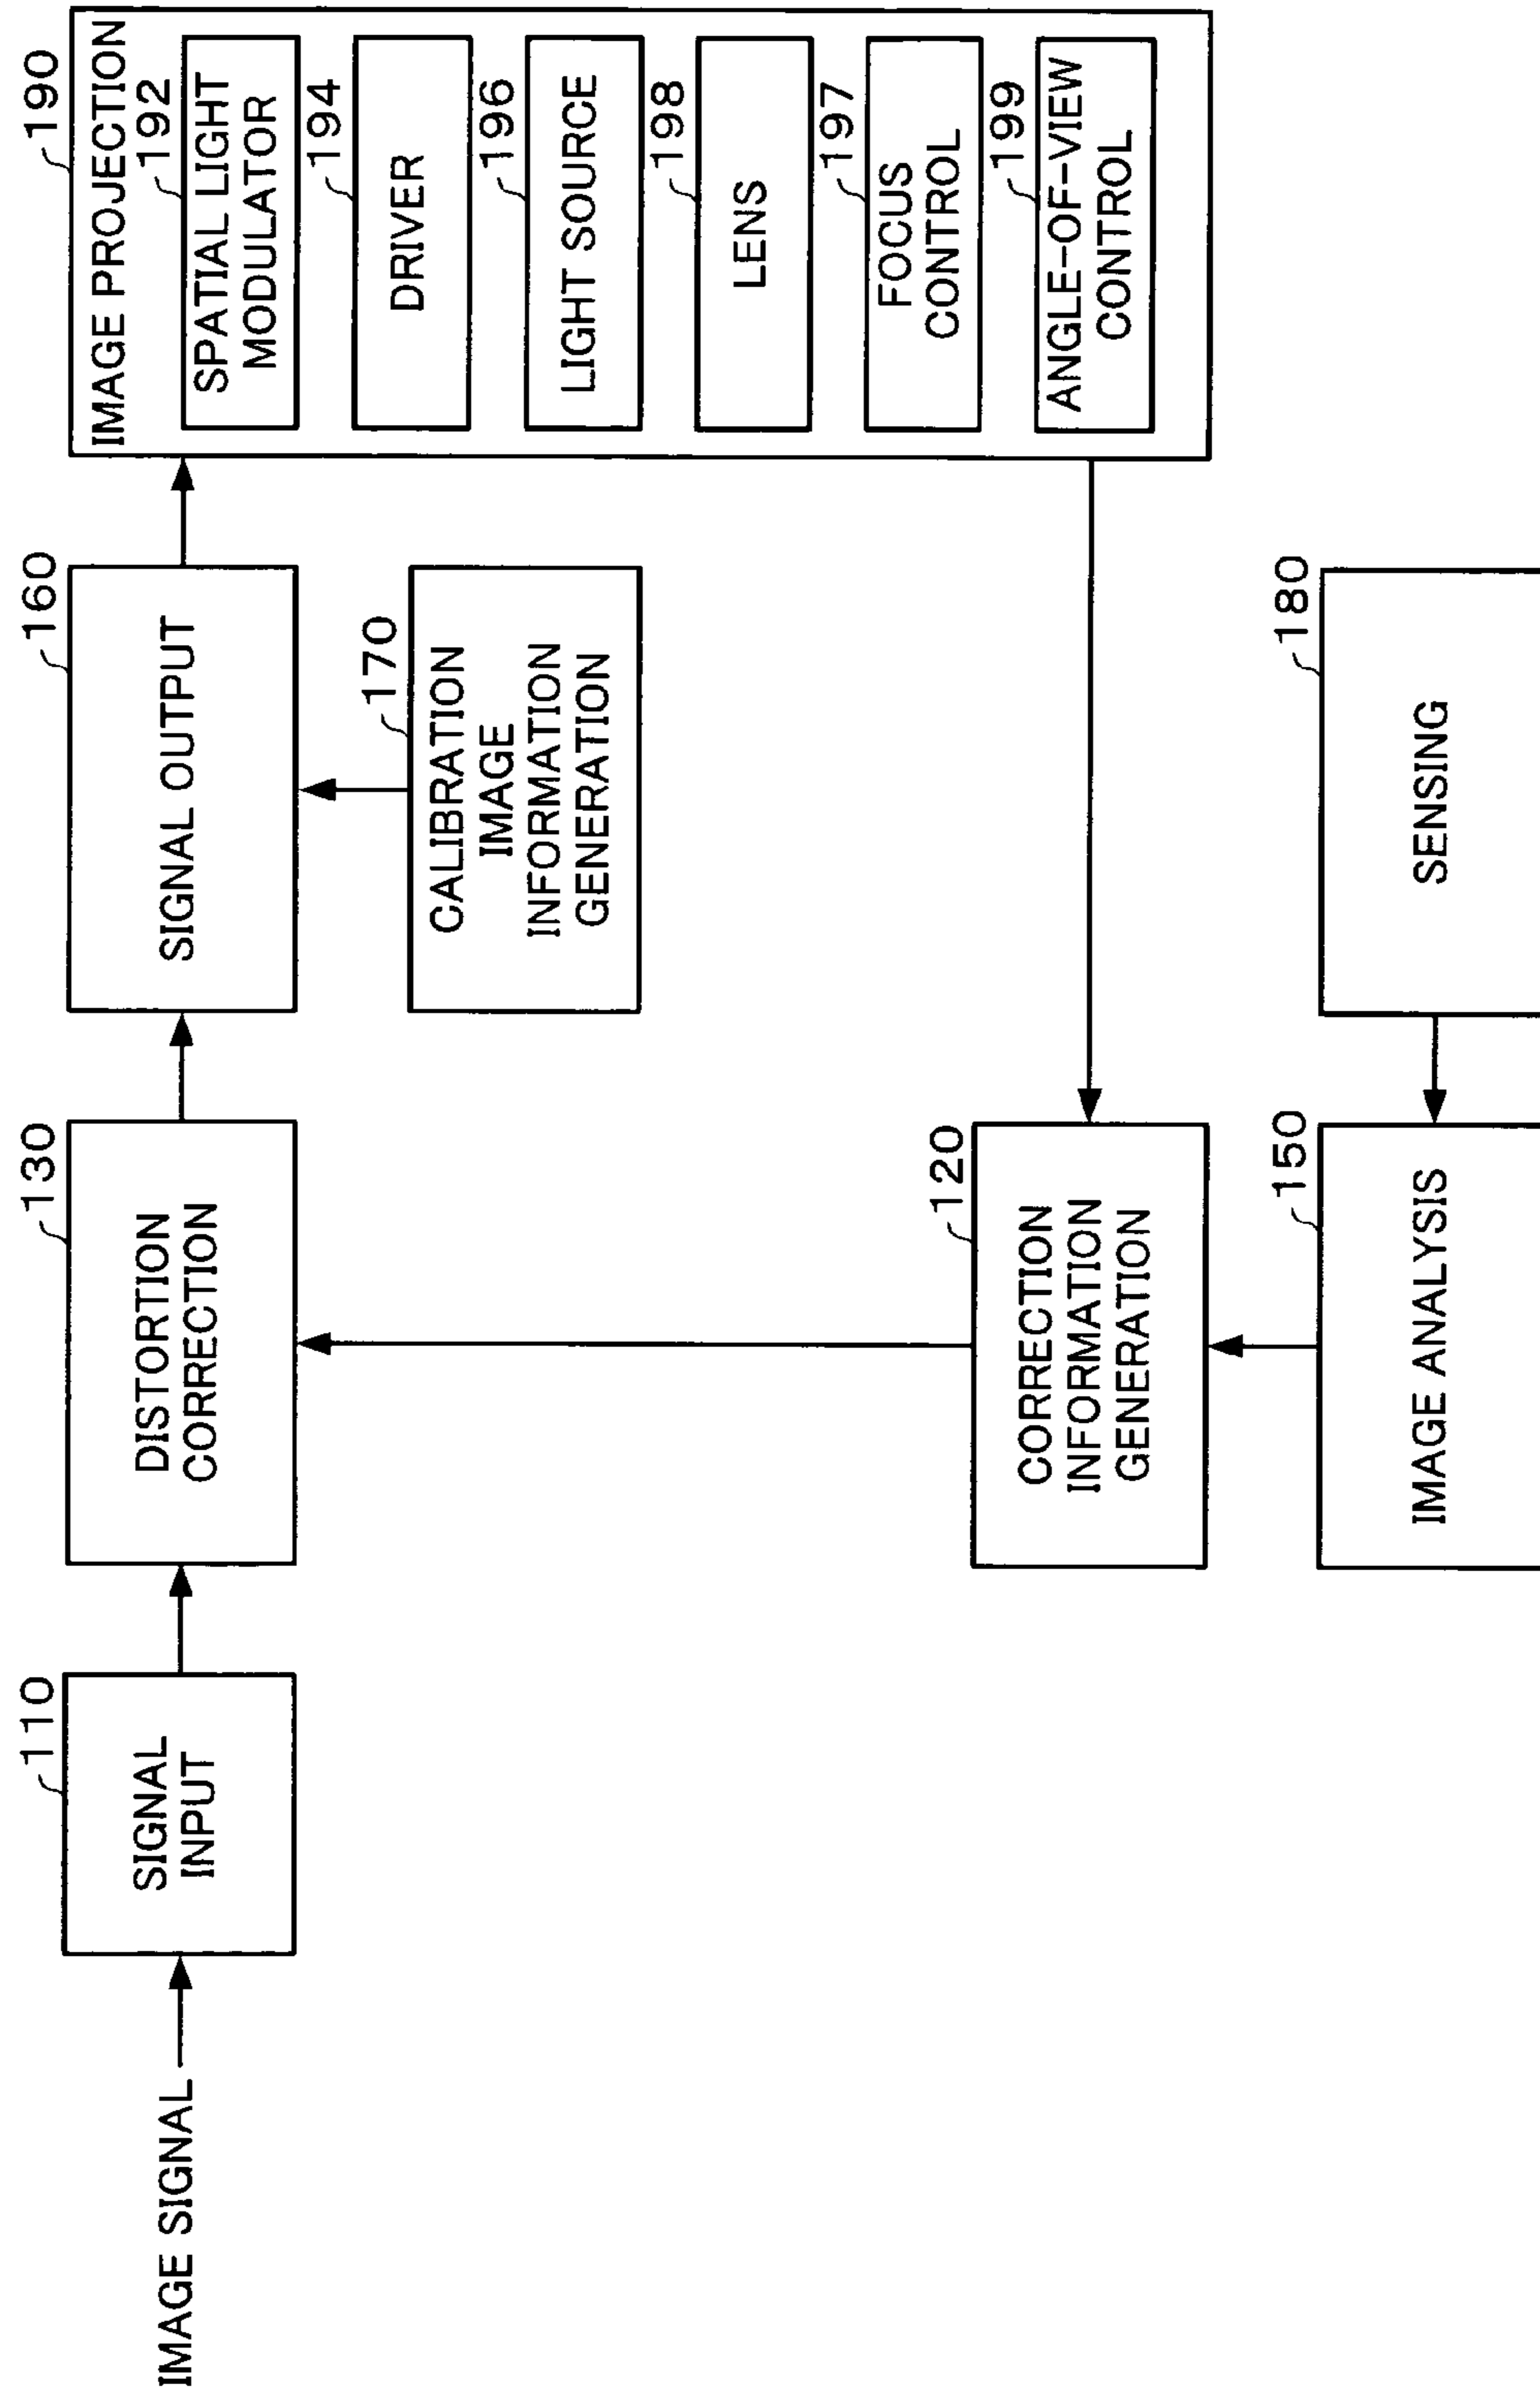 IMAGE SIGNAL
110
SIGNAL
INPUT
130
DISTORTION
CORRECTION
160
SIGNAL OUTPUT
170
CALIBRATION
IMAGE
INFORMATION
GENERATION
190
IMAGE PROJECTION
192
SPATIAL LIGHT
MODULATOR
194
DRIVER
196
LIGHT SOURCE
198
LENS
197
FOCUS
CONTROL
199
ANGLE-OF-VIEW
CONTROL
120
CORRECTION
INFORMATION
GENERATION
150
IMAGE ANALYSIS
180
SENSING